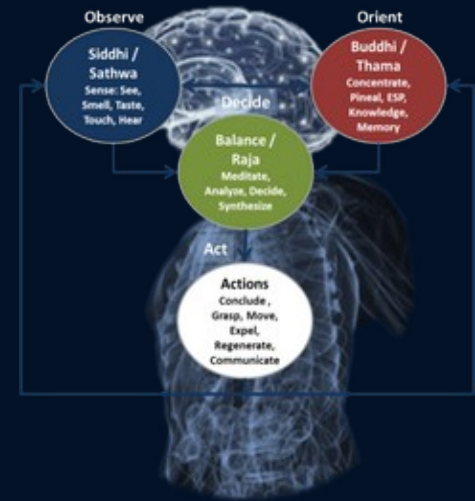 Observe
Orient
Siddhi /
Sathwa
Sense: See,
Smell, Taste,
Touch, Hear
Buddhi /
Thama
Concentrate,
Pineal, ESP,
Knowledge,
Memory
Decide
Balance /
Raja
Meditate,
Analyze, Decide,
Synthesize
Act
Actions
Conclude ,
Grasp, Move,
Expel,
Regenerate,
Communicate